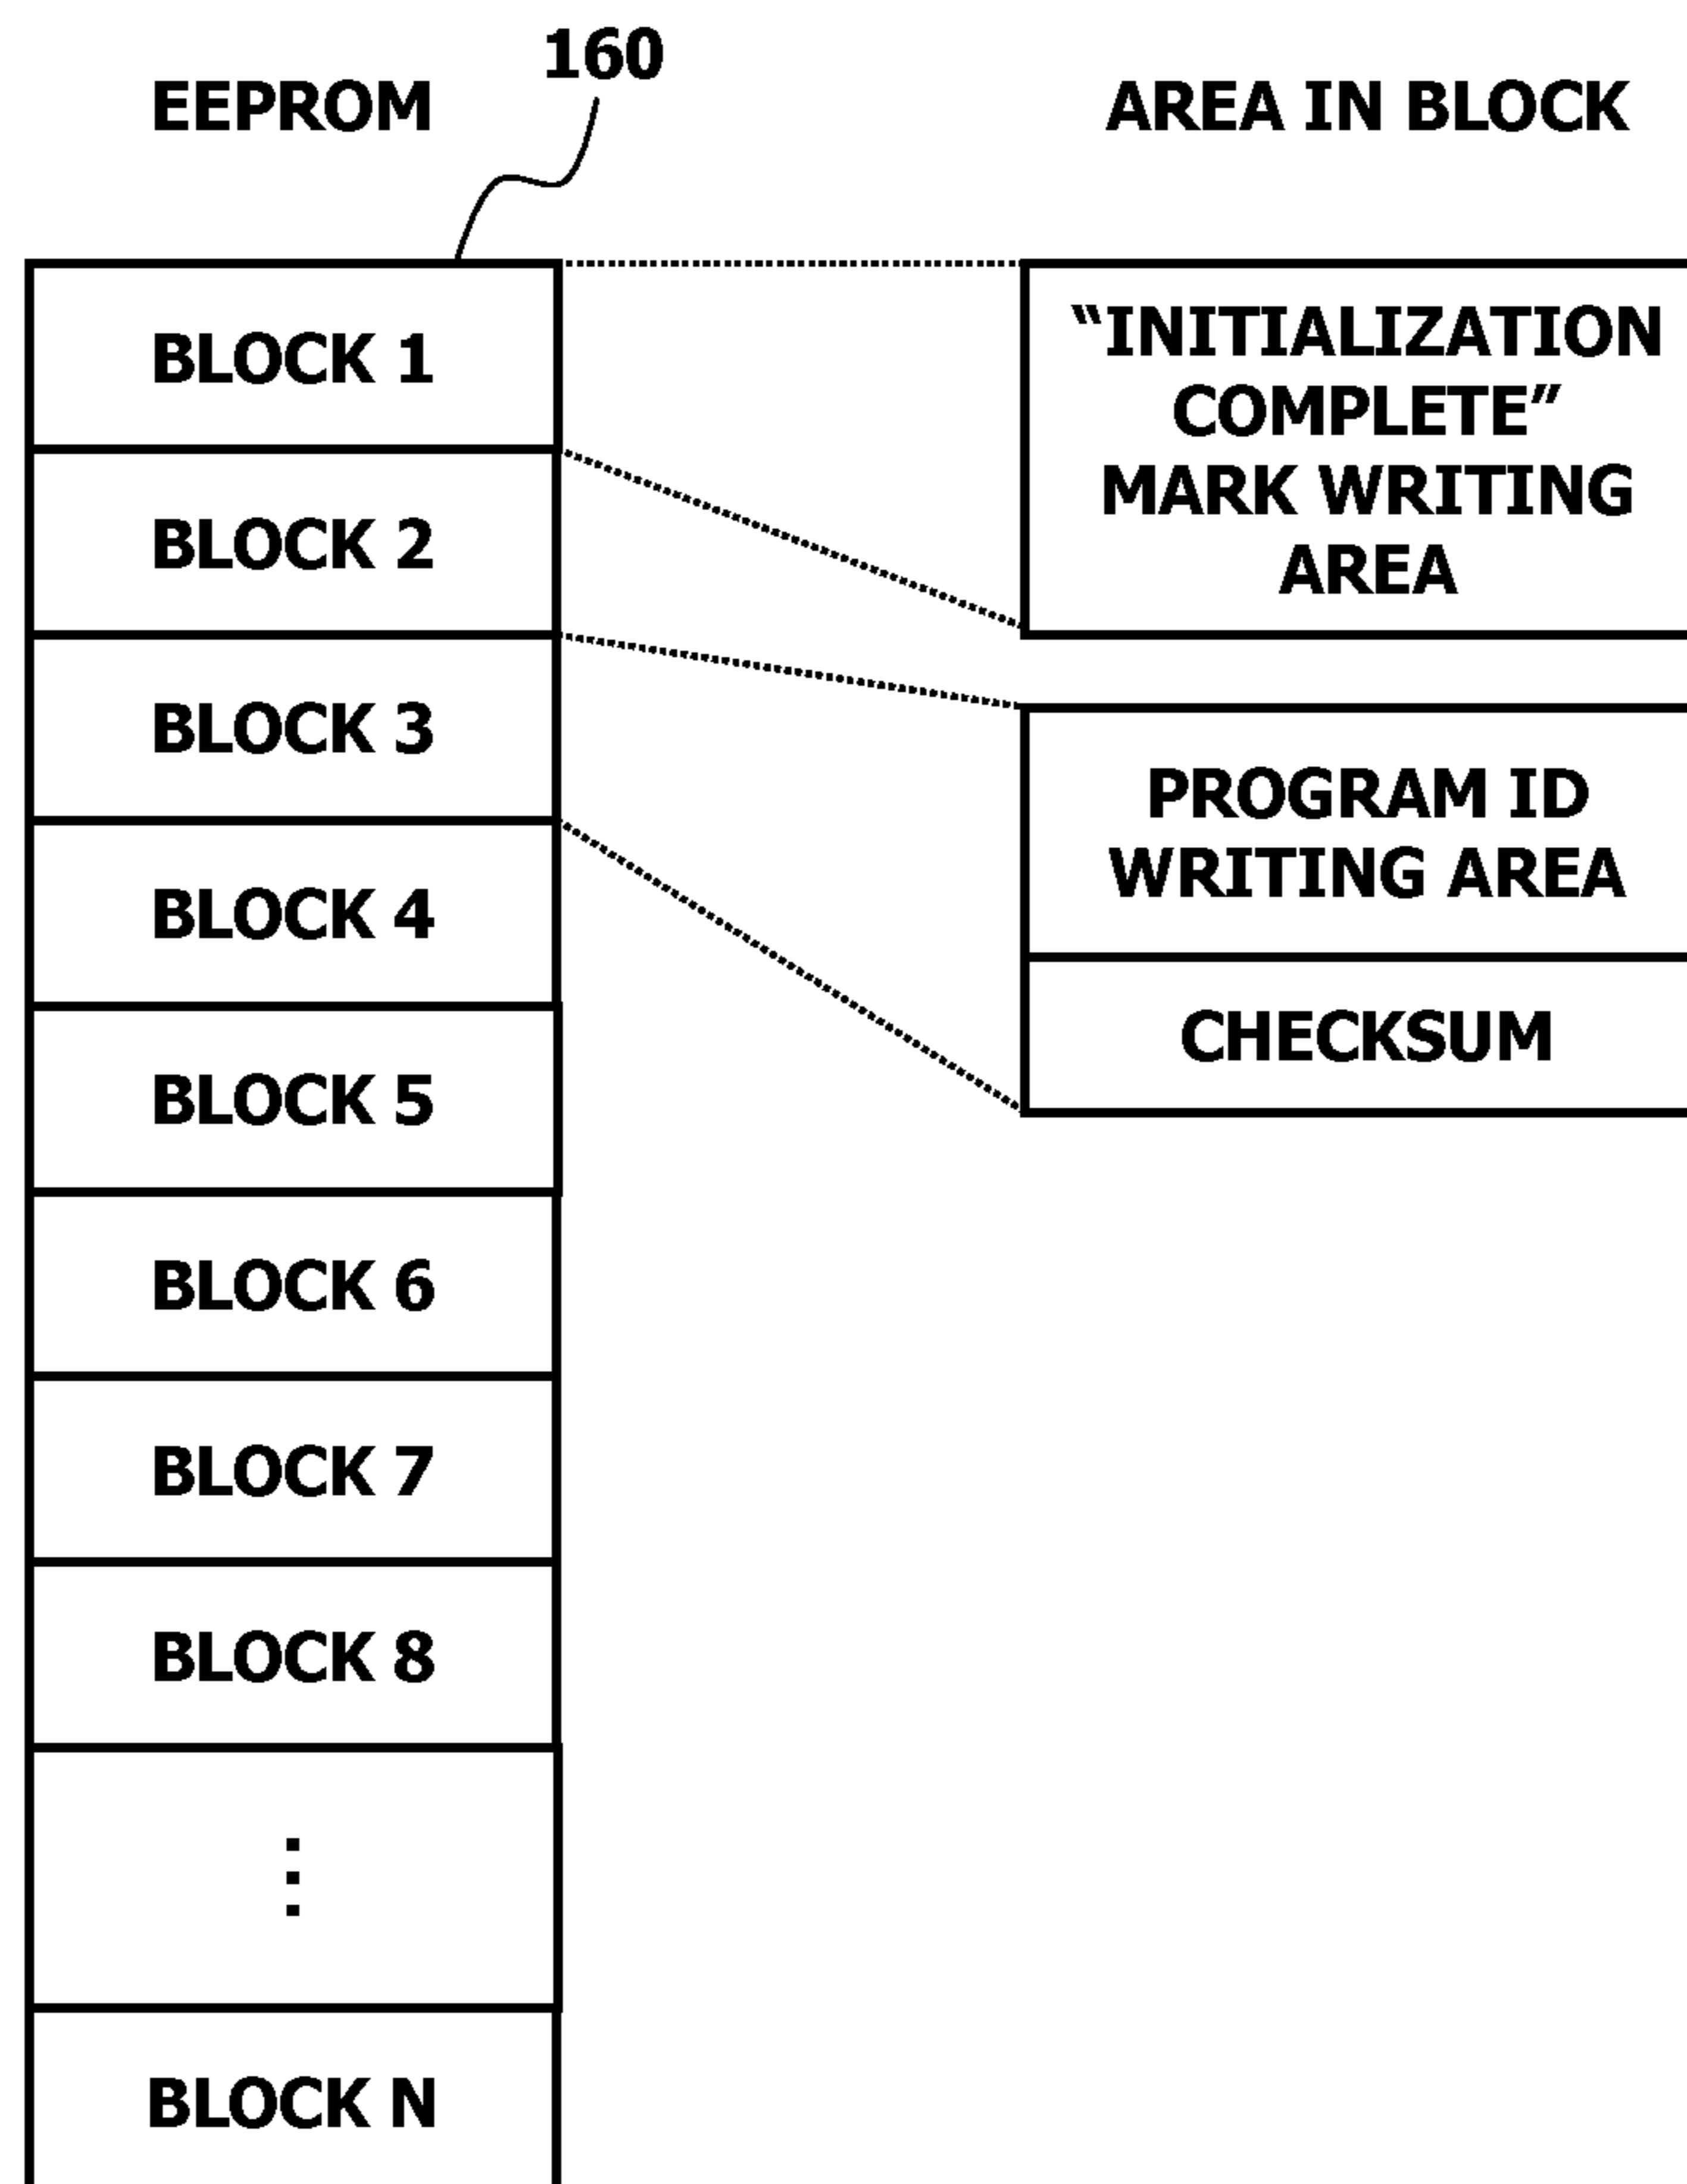 160
EEPROM
AREA IN BLOCK
BLOCK 1
BLOCK 2
BLOCK 3
BLOCK 4
BLOCK 5
BLOCK 6
BLOCK 7
BLOCK 8
⋮
BLOCK N
“INITIALIZATION
COMPLETE”
MARK WRITING
AREA
PROGRAM ID
WRITING AREA
CHECKSUM